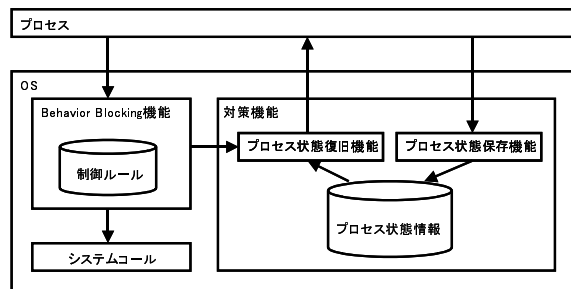 プロセス
OS
Behavior Blocking機能
制御ルール
システムコール
対策機能
プロセス状態復旧機能
プロセス状態保存機能
プロセス状態情報